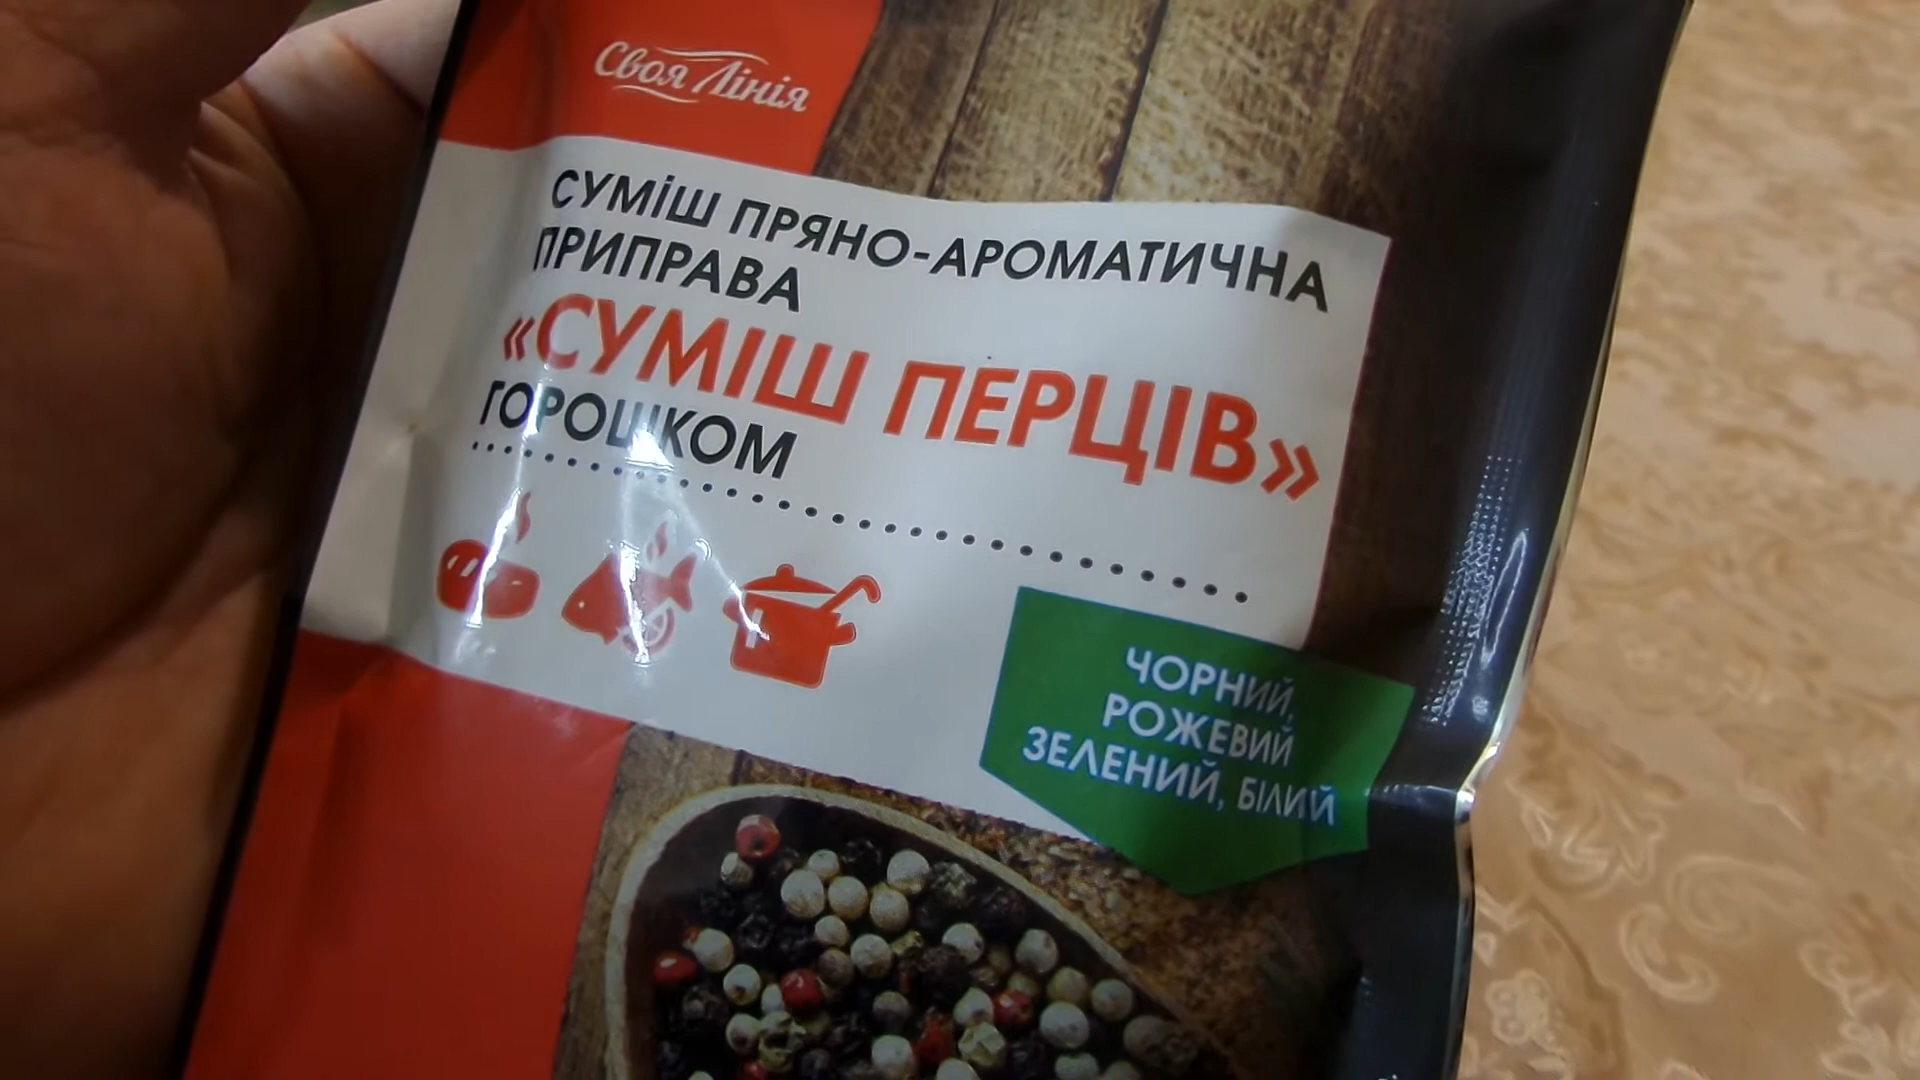 Своя Лінія
СУМІШ ПРЯНО-АРОМАТИЧНА
ПРИПРАВА
«СУМІШ ПЕРЦІВ»
ГОРОШКОМ
ЧОРНИЙ,
РОЖЕВИЙ
ЗЕЛЕНИЙ, БІЛИЙ